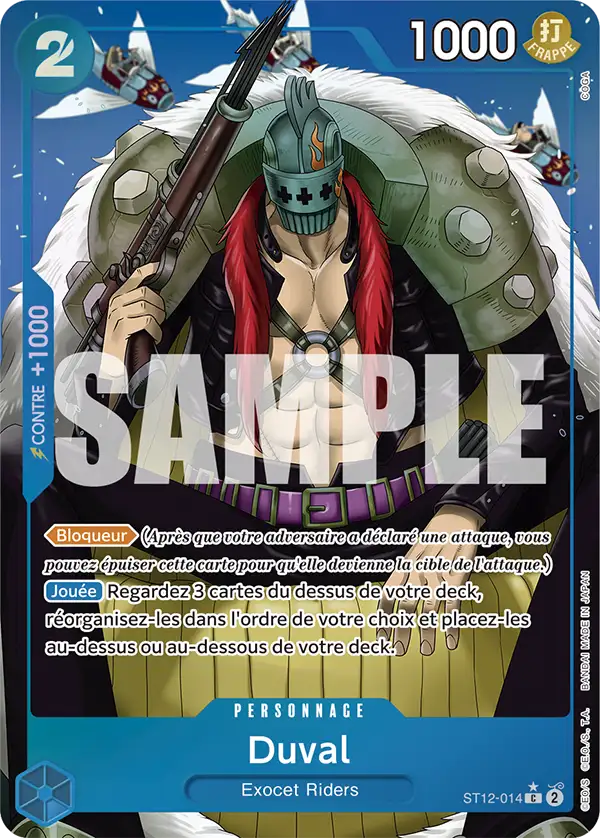 2
1000
打
FRAPPE
COGA
CONTRE +1000
SAMPLE
Bloqueur (Après que votre adversaire a déclaré une attaque, vous
pouvez épuiser cette carte pour qu'elle devienne la cible de l'attaque.)
Jouée Regardez 3 cartes du dessus de votre deck,
réorganisez-les dans l'ordre de votre choix et placez-les
au-dessus ou au-dessous de votre deck.
PERSONNAGE
Duval
Exocet Riders
ST12-014 C 2
©EO/S ©E.O./S., T.A. BANDAI MADE IN JAPAN